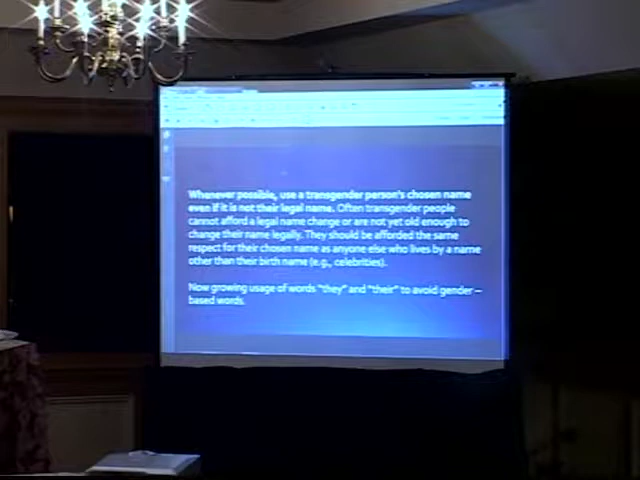 Whenever possible, use a transgender person's chosen name
even if it is not their legal name. Often transgender people
cannot afford a legal name change or are not yet old enough to
change their name legally. They should be afforded the same
respect for their chosen name as anyone else who lives by a name
other than their birth name (e.g., celebrities).
Now growing usage of words "they" and "their" to avoid gender–
based words.